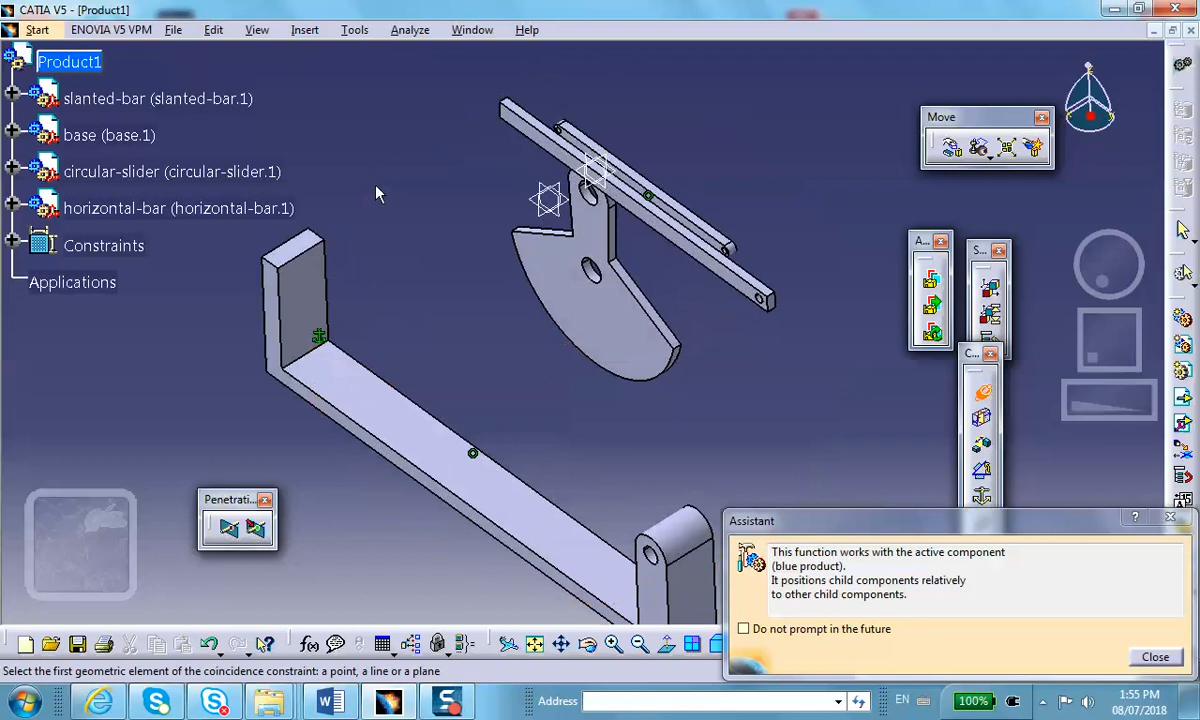 CATIA V5 - [Product1]
Start ENOVIA V5 VPM File Edit View Insert Tools Analyze Window Help
Product1
slanted-bar (slanted-bar.1)
base (base.1)
circular-slider (circular-slider.1)
horizontal-bar (horizontal-bar.1)
Constraints
Applications
Move
A...
S...
C...
Penetrati...
Assistant
This function works with the active component
(blue product).
It positions child components relatively
to other child components.
Do not prompt in the future
Close
Select the first geometric element of the coincidence constraint: a point, a line or a plane
Address
EN
100%
1:55 PM
08/07/2018